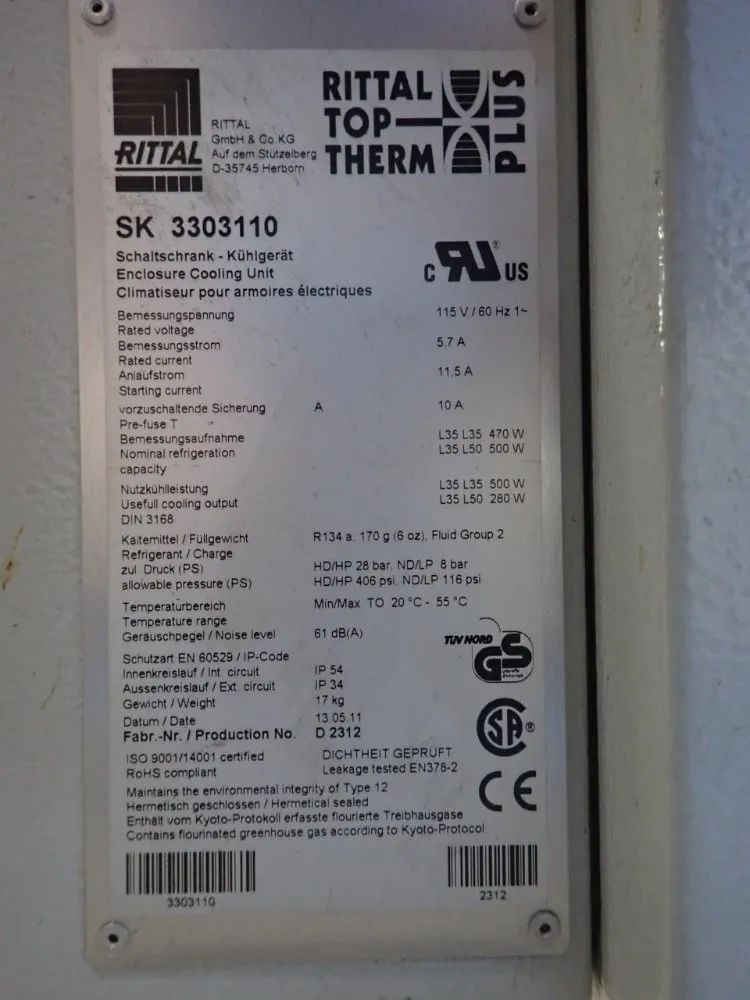 RITTAL
RITTAL
GmbH & Co.KG
Auf dem Stützelberg
D-35745 Herborn
RITTAL
TOP
THERM
PLUS
SK 3303110
Schaltschrank - Kühlgerät
Enclosure Cooling Unit
Climatiseur pour armoires électriques
C RU ® US
Bemessungspannung 115 V / 60 Hz 1~
Rated voltage
Bemessungsstrom 5,7 A
Rated current
Anlaufstrom 11,5 A
Starting current
vorzuschaltende Sicherung A 10 A
Pre-fuse T
Bemessungsaufnahme L35 L35 470 W
Nominal refrigeration L35 L50 500 W
capacity
Nutzkühlleistung L35 L35 500 W
Usefull cooling output L35 L50 280 W
DIN 3168
Kältemittel / Füllgewicht R134 a, 170 g (6 oz), Fluid Group 2
Refrigerant / Charge
zul. Druck (PS) HD/HP 28 bar, ND/LP 8 bar
allowable pressure (PS) HD/HP 406 psi, ND/LP 116 psi
Temperaturbereich Min/Max TO 20 °C - 55 °C
Temperature range
Geräuschpegel / Noise level 61 dB(A)
TÜV NORD
GS
Schutzart EN 60529 / IP-Code
Innenkreislauf / Int. circuit IP 54
Aussenkreislauf / Ext. circuit IP 34
Gewicht / Weight 17 kg
Datum / Date 13.05.11
Fabr.-Nr. / Production No. D 2312
SA ®
ISO 9001/14001 certified DICHTHEIT GEPRÜFT
RoHS compliant Leakage tested EN378-2
CE
Maintains the environmental integrity of Type 12
Hermetisch geschlossen / Hermetical sealed
Enthält vom Kyoto-Protokoll erfasste flourierte Treibhausgase
Contains flourinated greenhouse gas according to Kyoto-Protocol
3303110
2312